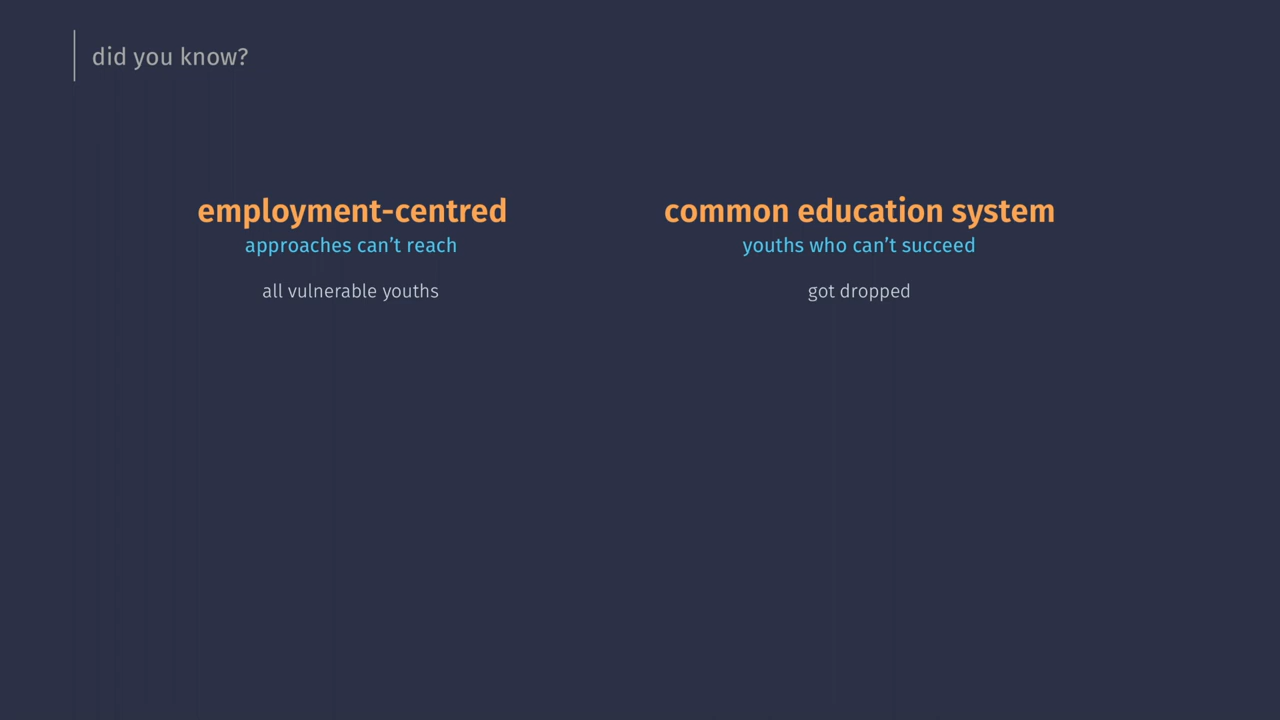 did you know?
employment-centred
approaches can’t reach
all vulnerable youths
common education system
youths who can’t succeed
got dropped